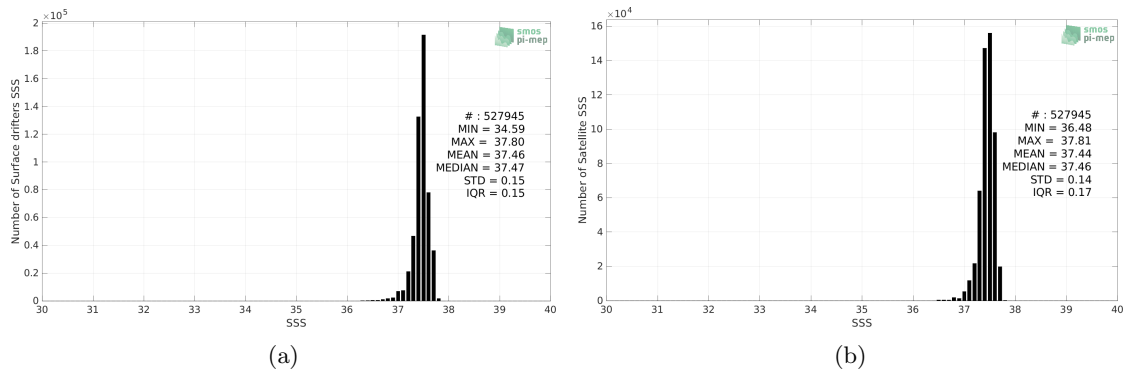 ×10⁵
2
1.8
1.6
1.4
1.2
1
0.8
0.6
0.4
0.2
0
Number of Surface drifters SSS
smos
pi-mep
# : 527945
MIN = 34.59
MAX = 37.80
MEAN = 37.46
MEDIAN = 37.47
STD = 0.15
IQR = 0.15
30 31 32 33 34 35 36 37 38 39 40
SSS
(a)
×10⁴
16
14
12
10
8
6
4
2
0
Number of Satellite SSS
smos
pi-mep
# : 527945
MIN = 36.48
MAX = 37.81
MEAN = 37.44
MEDIAN = 37.46
STD = 0.14
IQR = 0.17
30 31 32 33 34 35 36 37 38 39 40
SSS
(b)